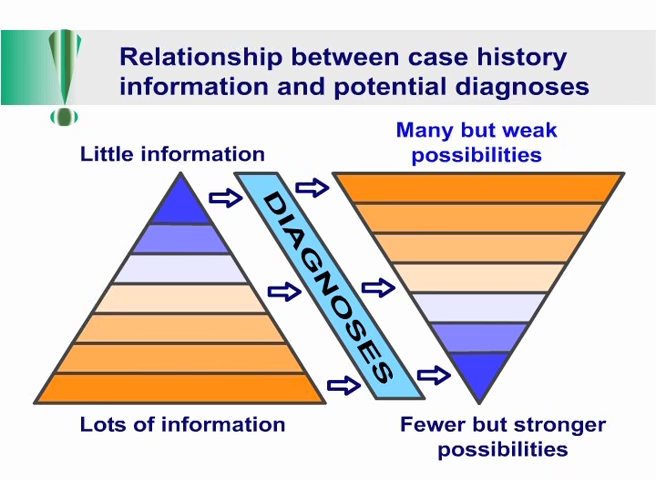 Relationship between case history
information and potential diagnoses
Little information
Many but weak
possibilities
DIAGNOSES
Lots of information
Fewer but stronger
possibilities